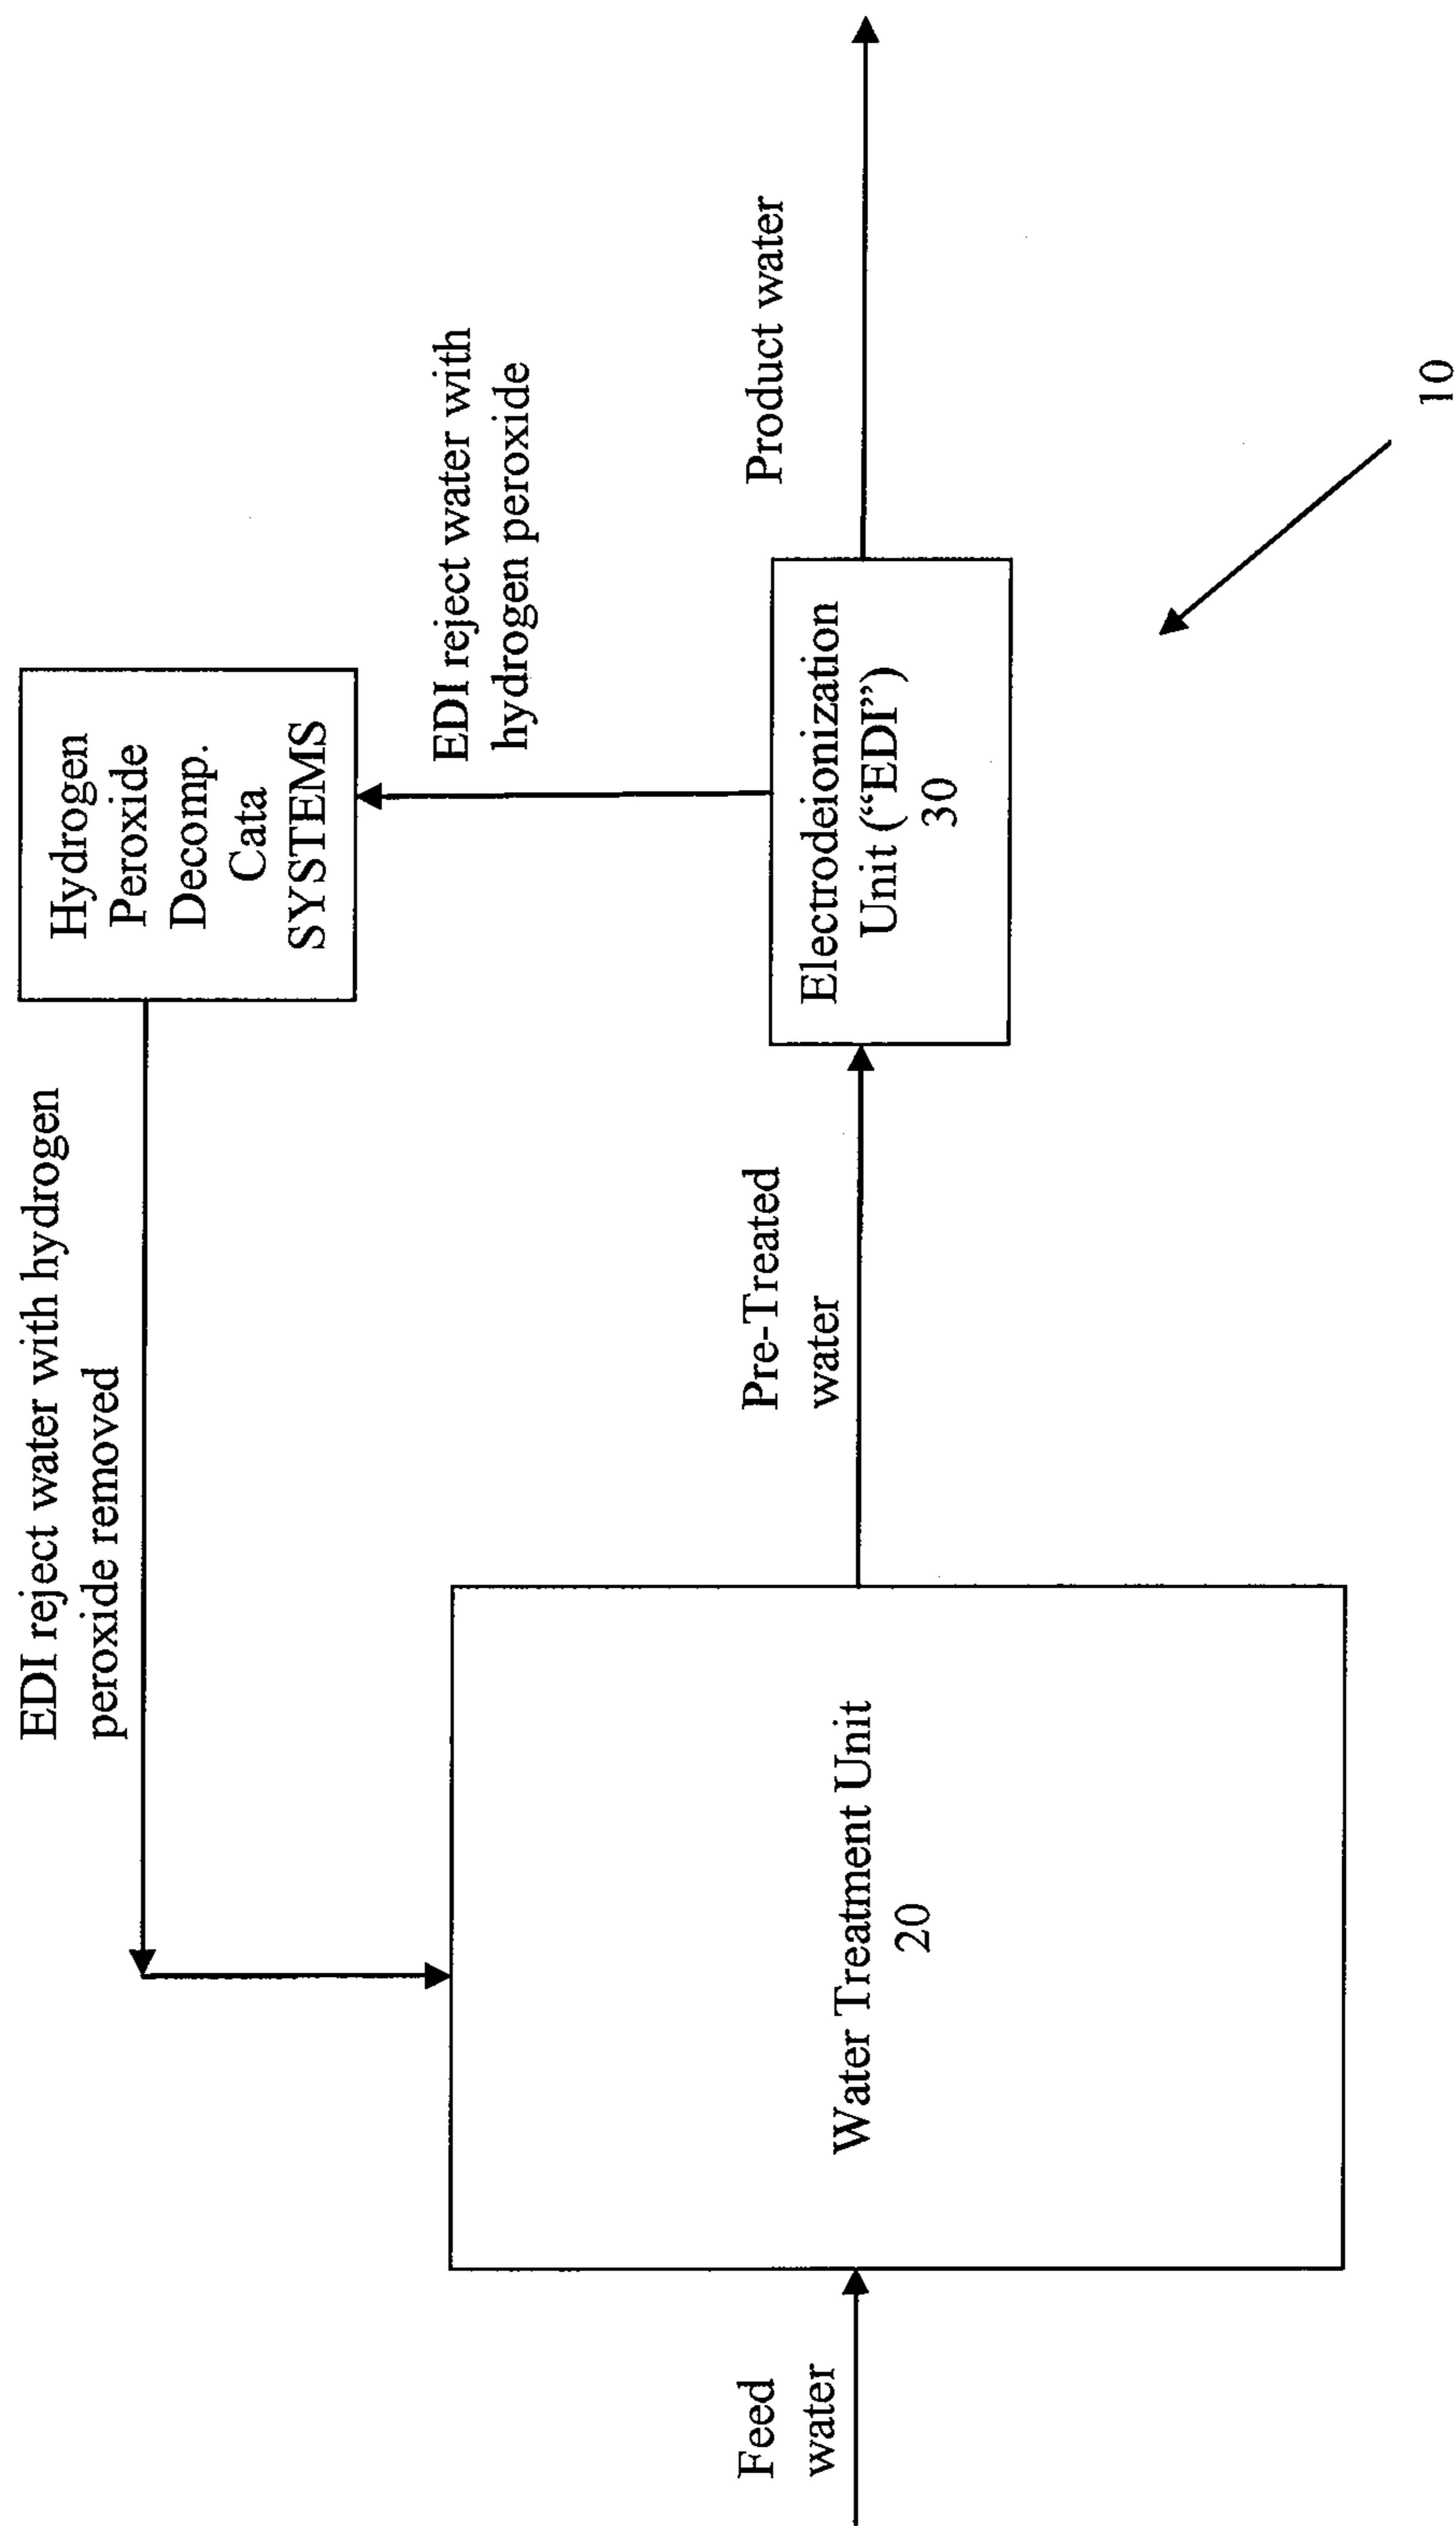 EDI reject water with hydrogen
peroxide removed
Hydrogen
Peroxide
Decomp.
Cata
SYSTEMS
EDI reject water with
hydrogen peroxide
Feed
water
Water Treatment Unit
20
Pre-Treated
water
Electrodeionization
Unit (“EDI”)
30
Product water
10